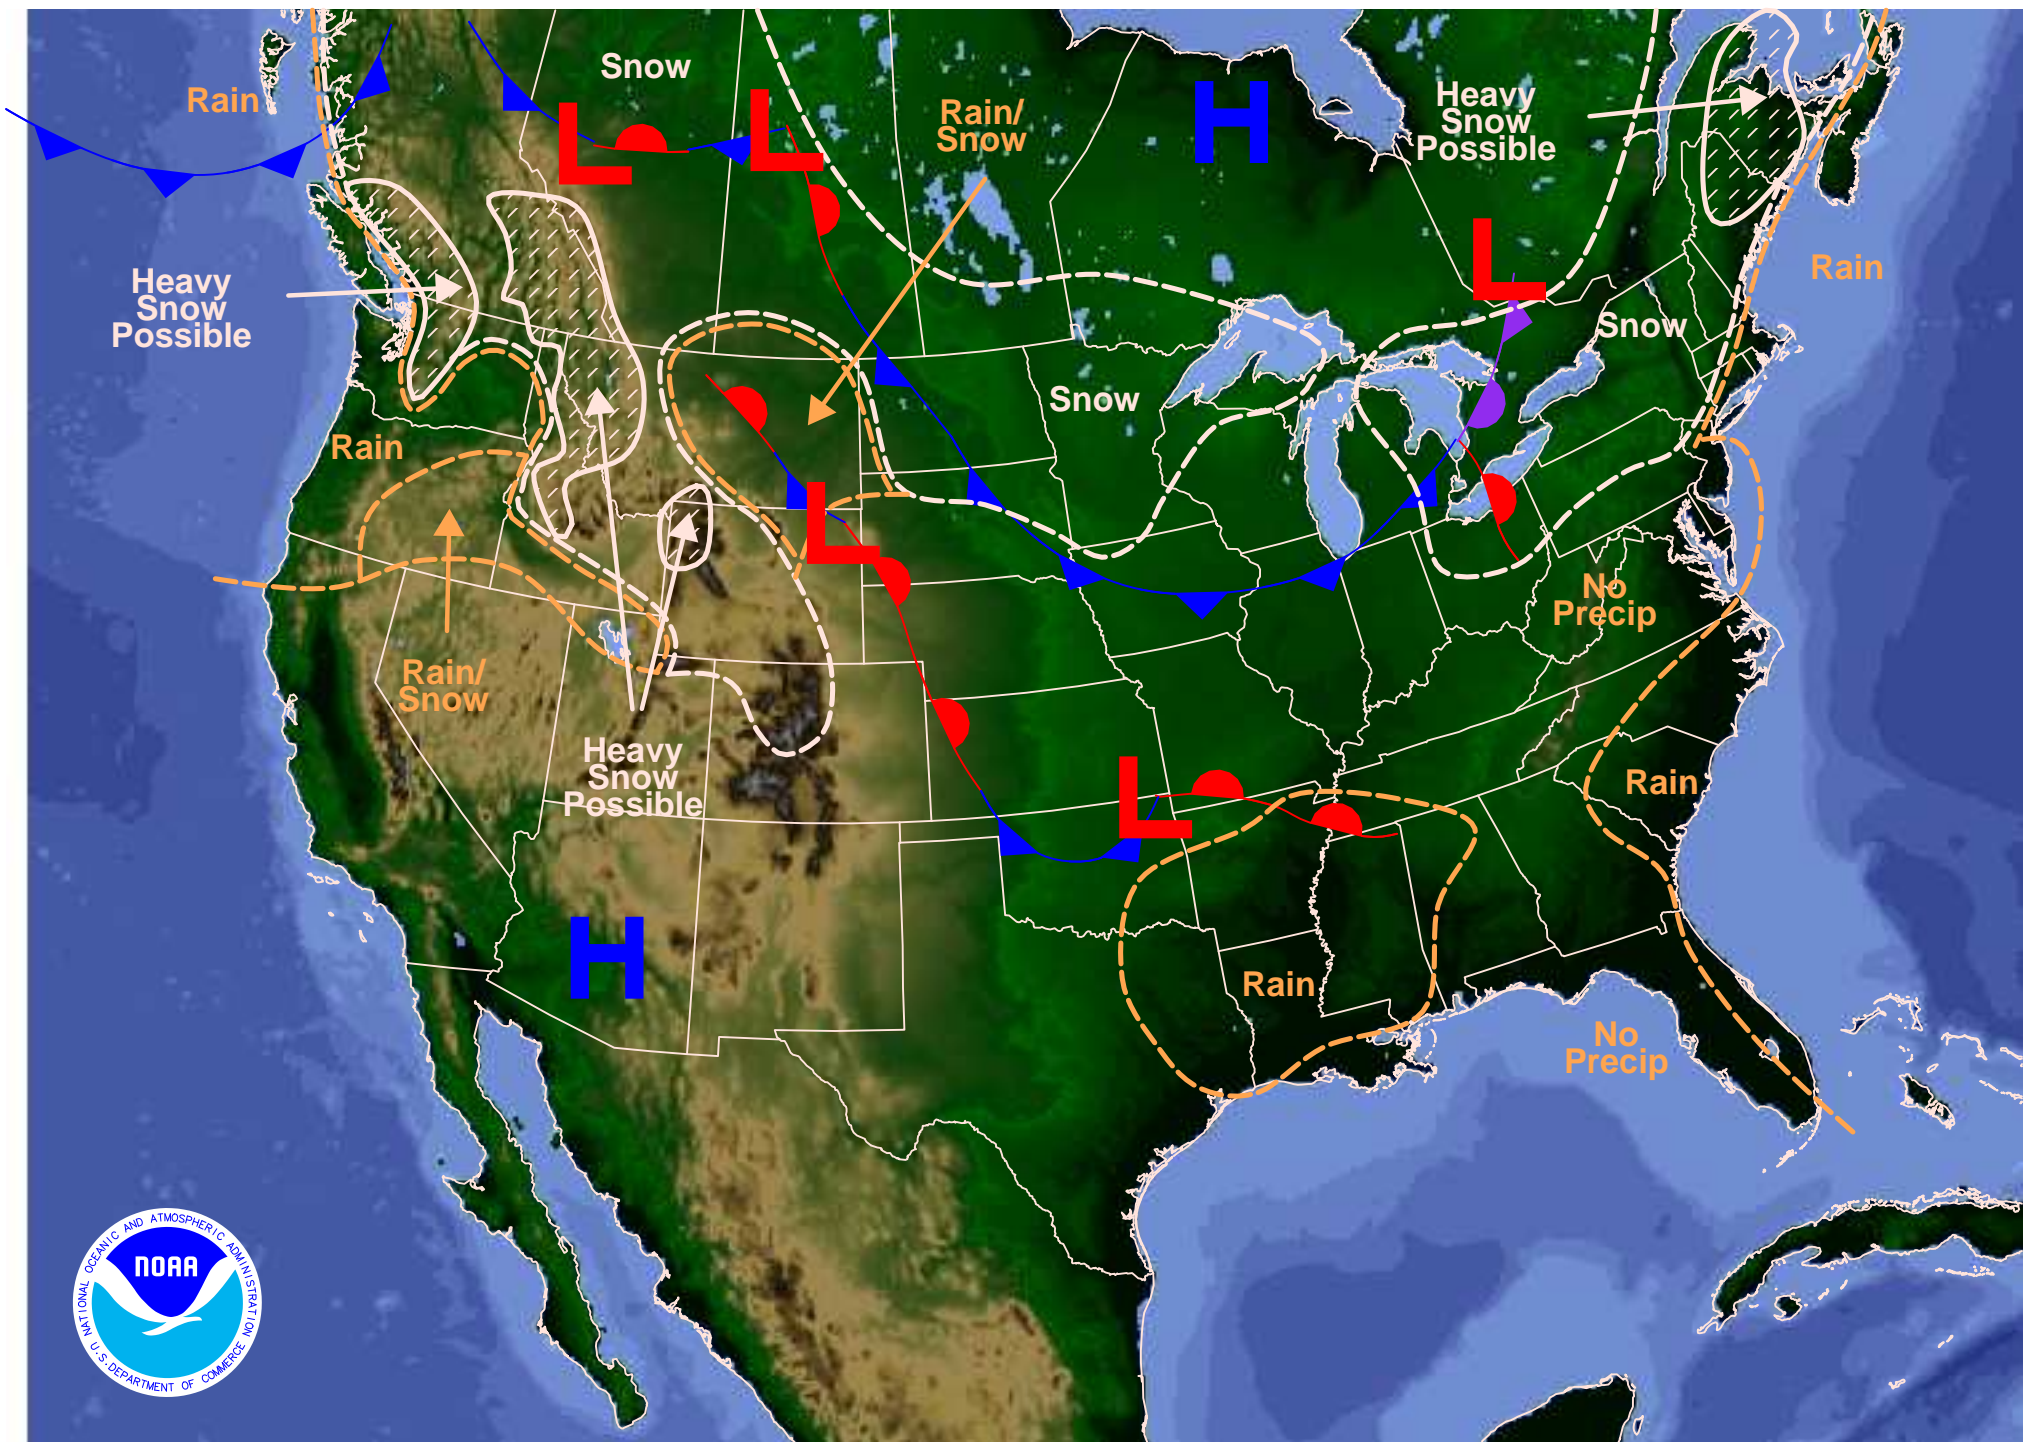 Snow
Rain
Rain/
Snow
H
Heavy
Snow
Possible
L
L
L
Heavy
Snow
Possible
Rain
Snow
Snow
Rain
L
No
Precip
Rain/
Snow
Heavy
Snow
Possible
L
Rain
H
Rain
No
Precip
NATIONAL OCEANIC AND ATMOSPHERIC ADMINISTRATION
NOAA
U.S. DEPARTMENT OF COMMERCE